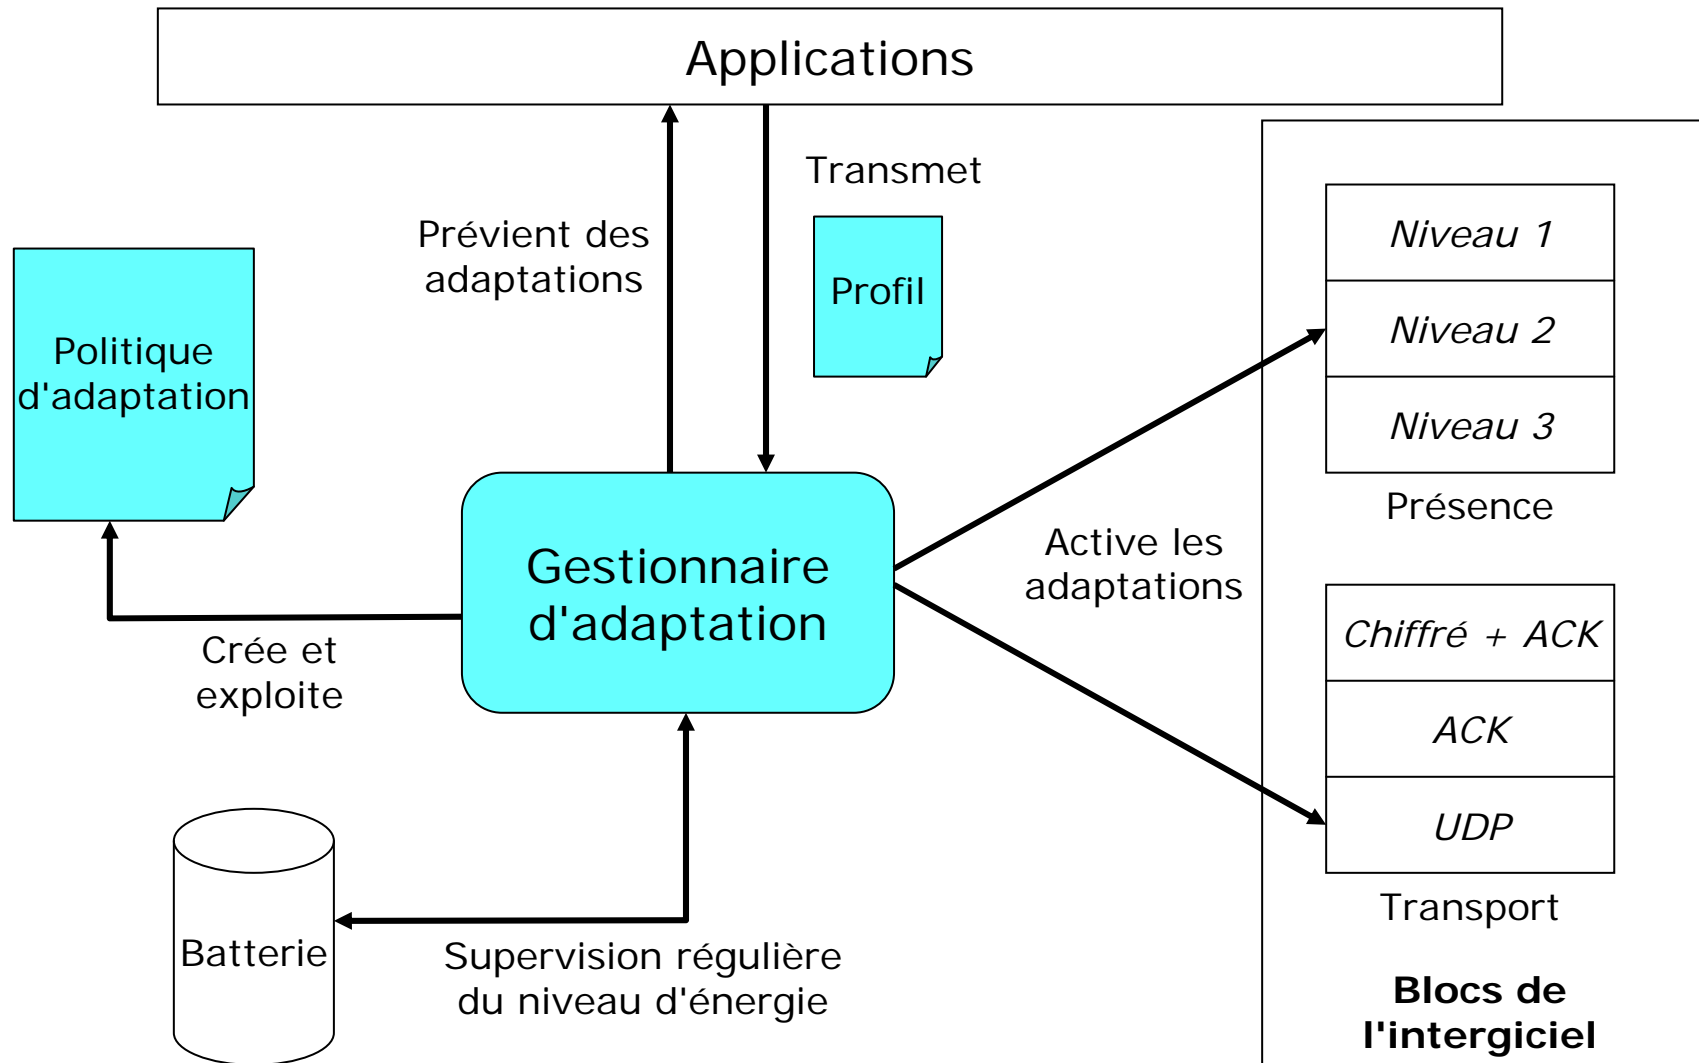 Applications
Transmet
Prévient des
adaptations
Profil
Politique
d'adaptation
Niveau 1
Niveau 2
Niveau 3
Présence
Gestionnaire
d'adaptation
Active les
adaptations
Crée et
exploite
Chiffré + ACK
ACK
UDP
Transport
Batterie
Supervision régulière
du niveau d'énergie
Blocs de
l'intergiciel